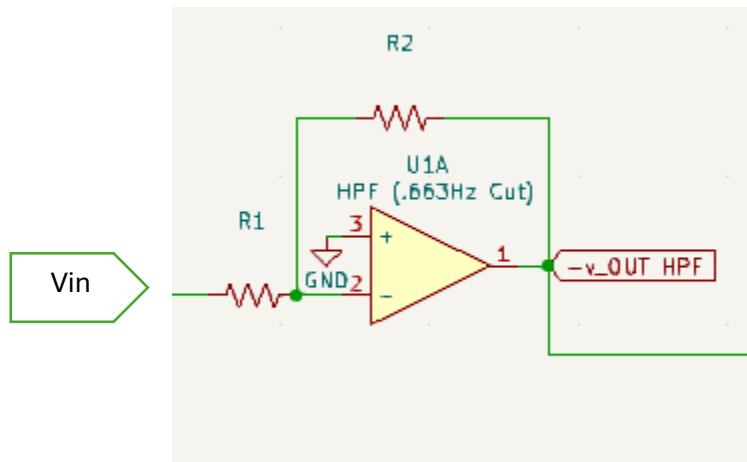 R2
U1A
HPF (.663Hz Cut)
R1
3
+
1
Vin
-v_OUT HPF
GND
2
-